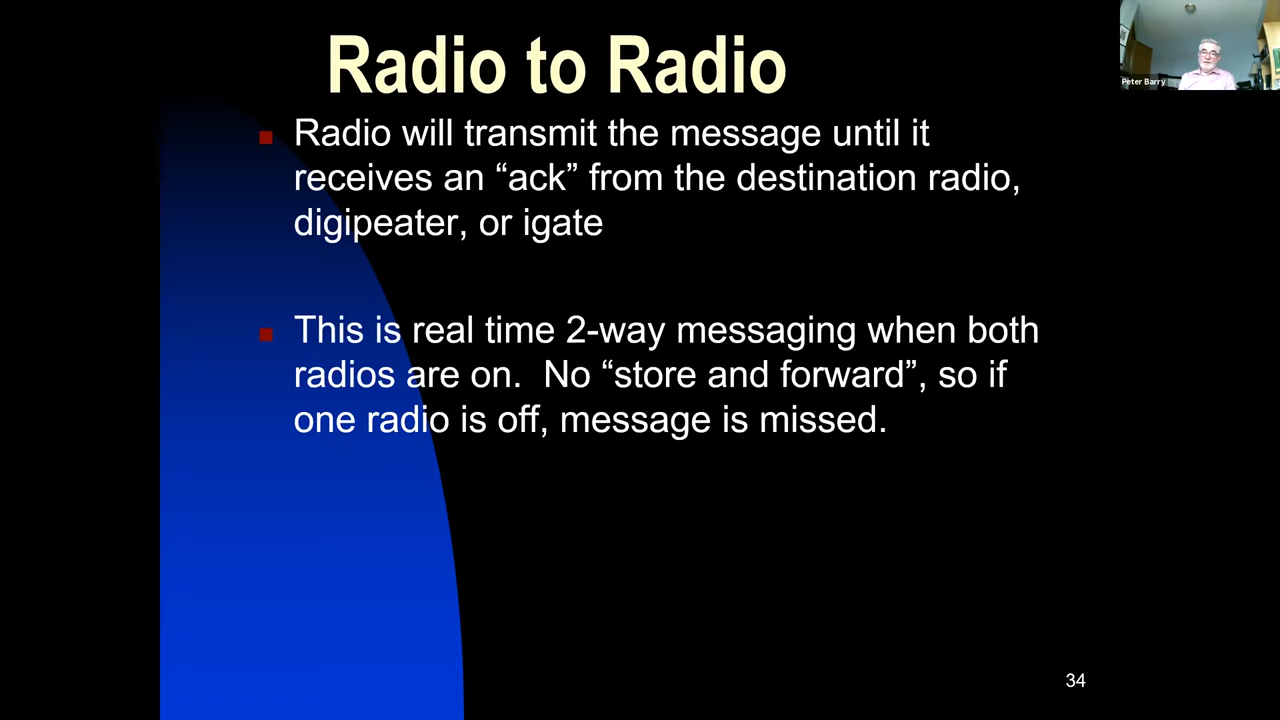 Radio to Radio
Peter Barry
Radio will transmit the message until it
receives an “ack” from the destination radio,
digipeater, or igate
This is real time 2-way messaging when both
radios are on.  No “store and forward”, so if
one radio is off, message is missed.
34